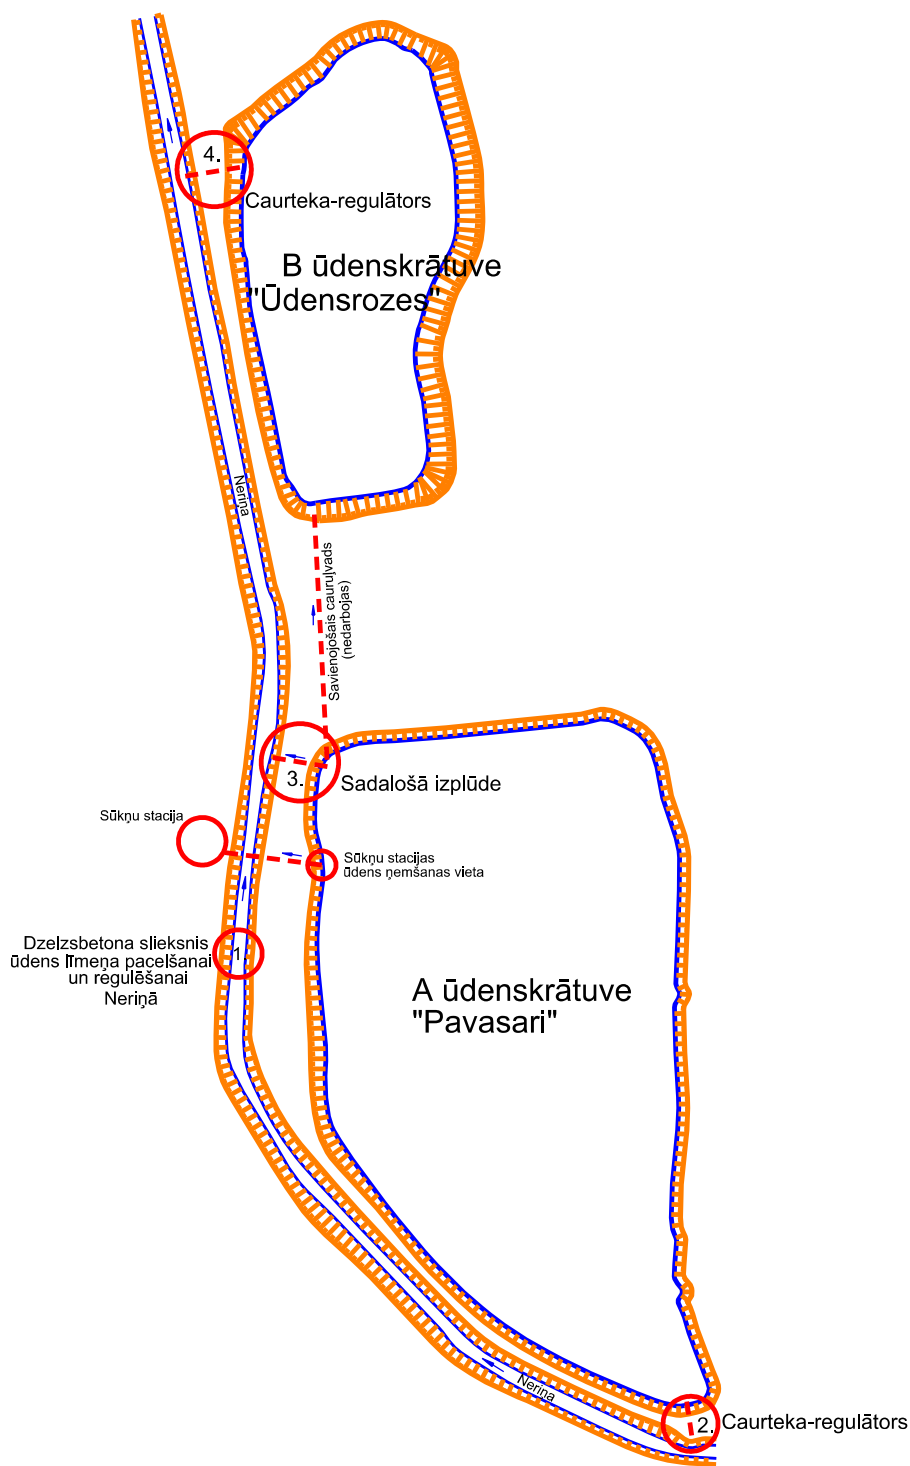 4.
Caurteka-regulātors
B ūdenskrātuve
"Ūdensrozes"
Neriņa
Savienojošais cauruļvads
(nedarbojas)
3.
Sadalošā izplūde
Sūkņu stacija
Sūkņu stacijas
ūdens ņemšanas vieta
1
Dzelzsbetona slieksnis
ūdens līmeņa pacelšanai
un regulēšanai
Neriņā
A ūdenskrātuve
"Pavasari"
Neriņa
2.
Caurteka-regulātors